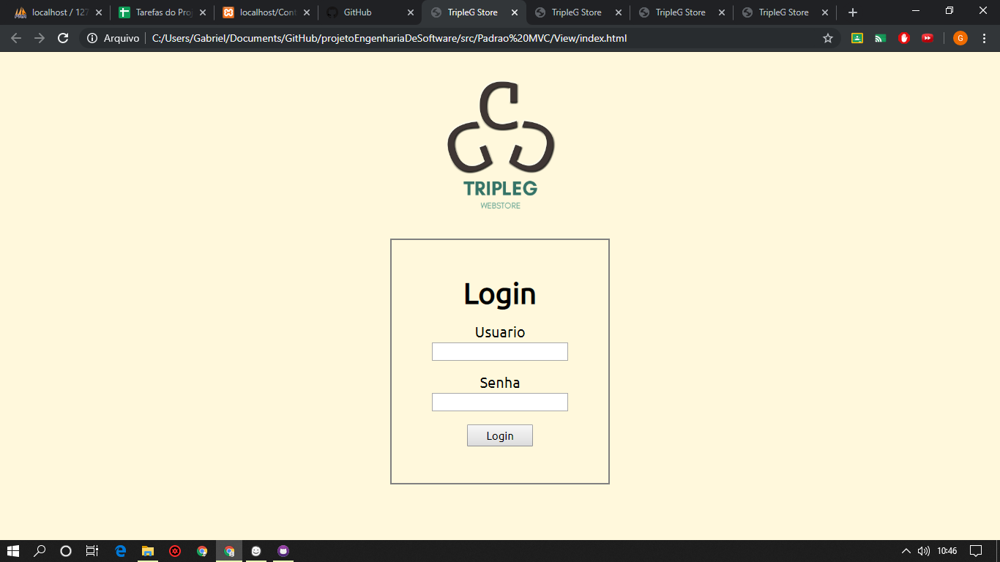 localhost / 127
Tarefas do Proj
localhost/Cont
GitHub
TripleG Store
TripleG Store
TripleG Store
TripleG Store
Arquivo
C:/Users/Gabriel/Documents/GitHub/projetoEngenhariaDeSoftware/src/Padrao%20MVC/View/index.html
G
TRIPLEG
WEBSTORE
Login
Usuario
Senha
Login
10:46